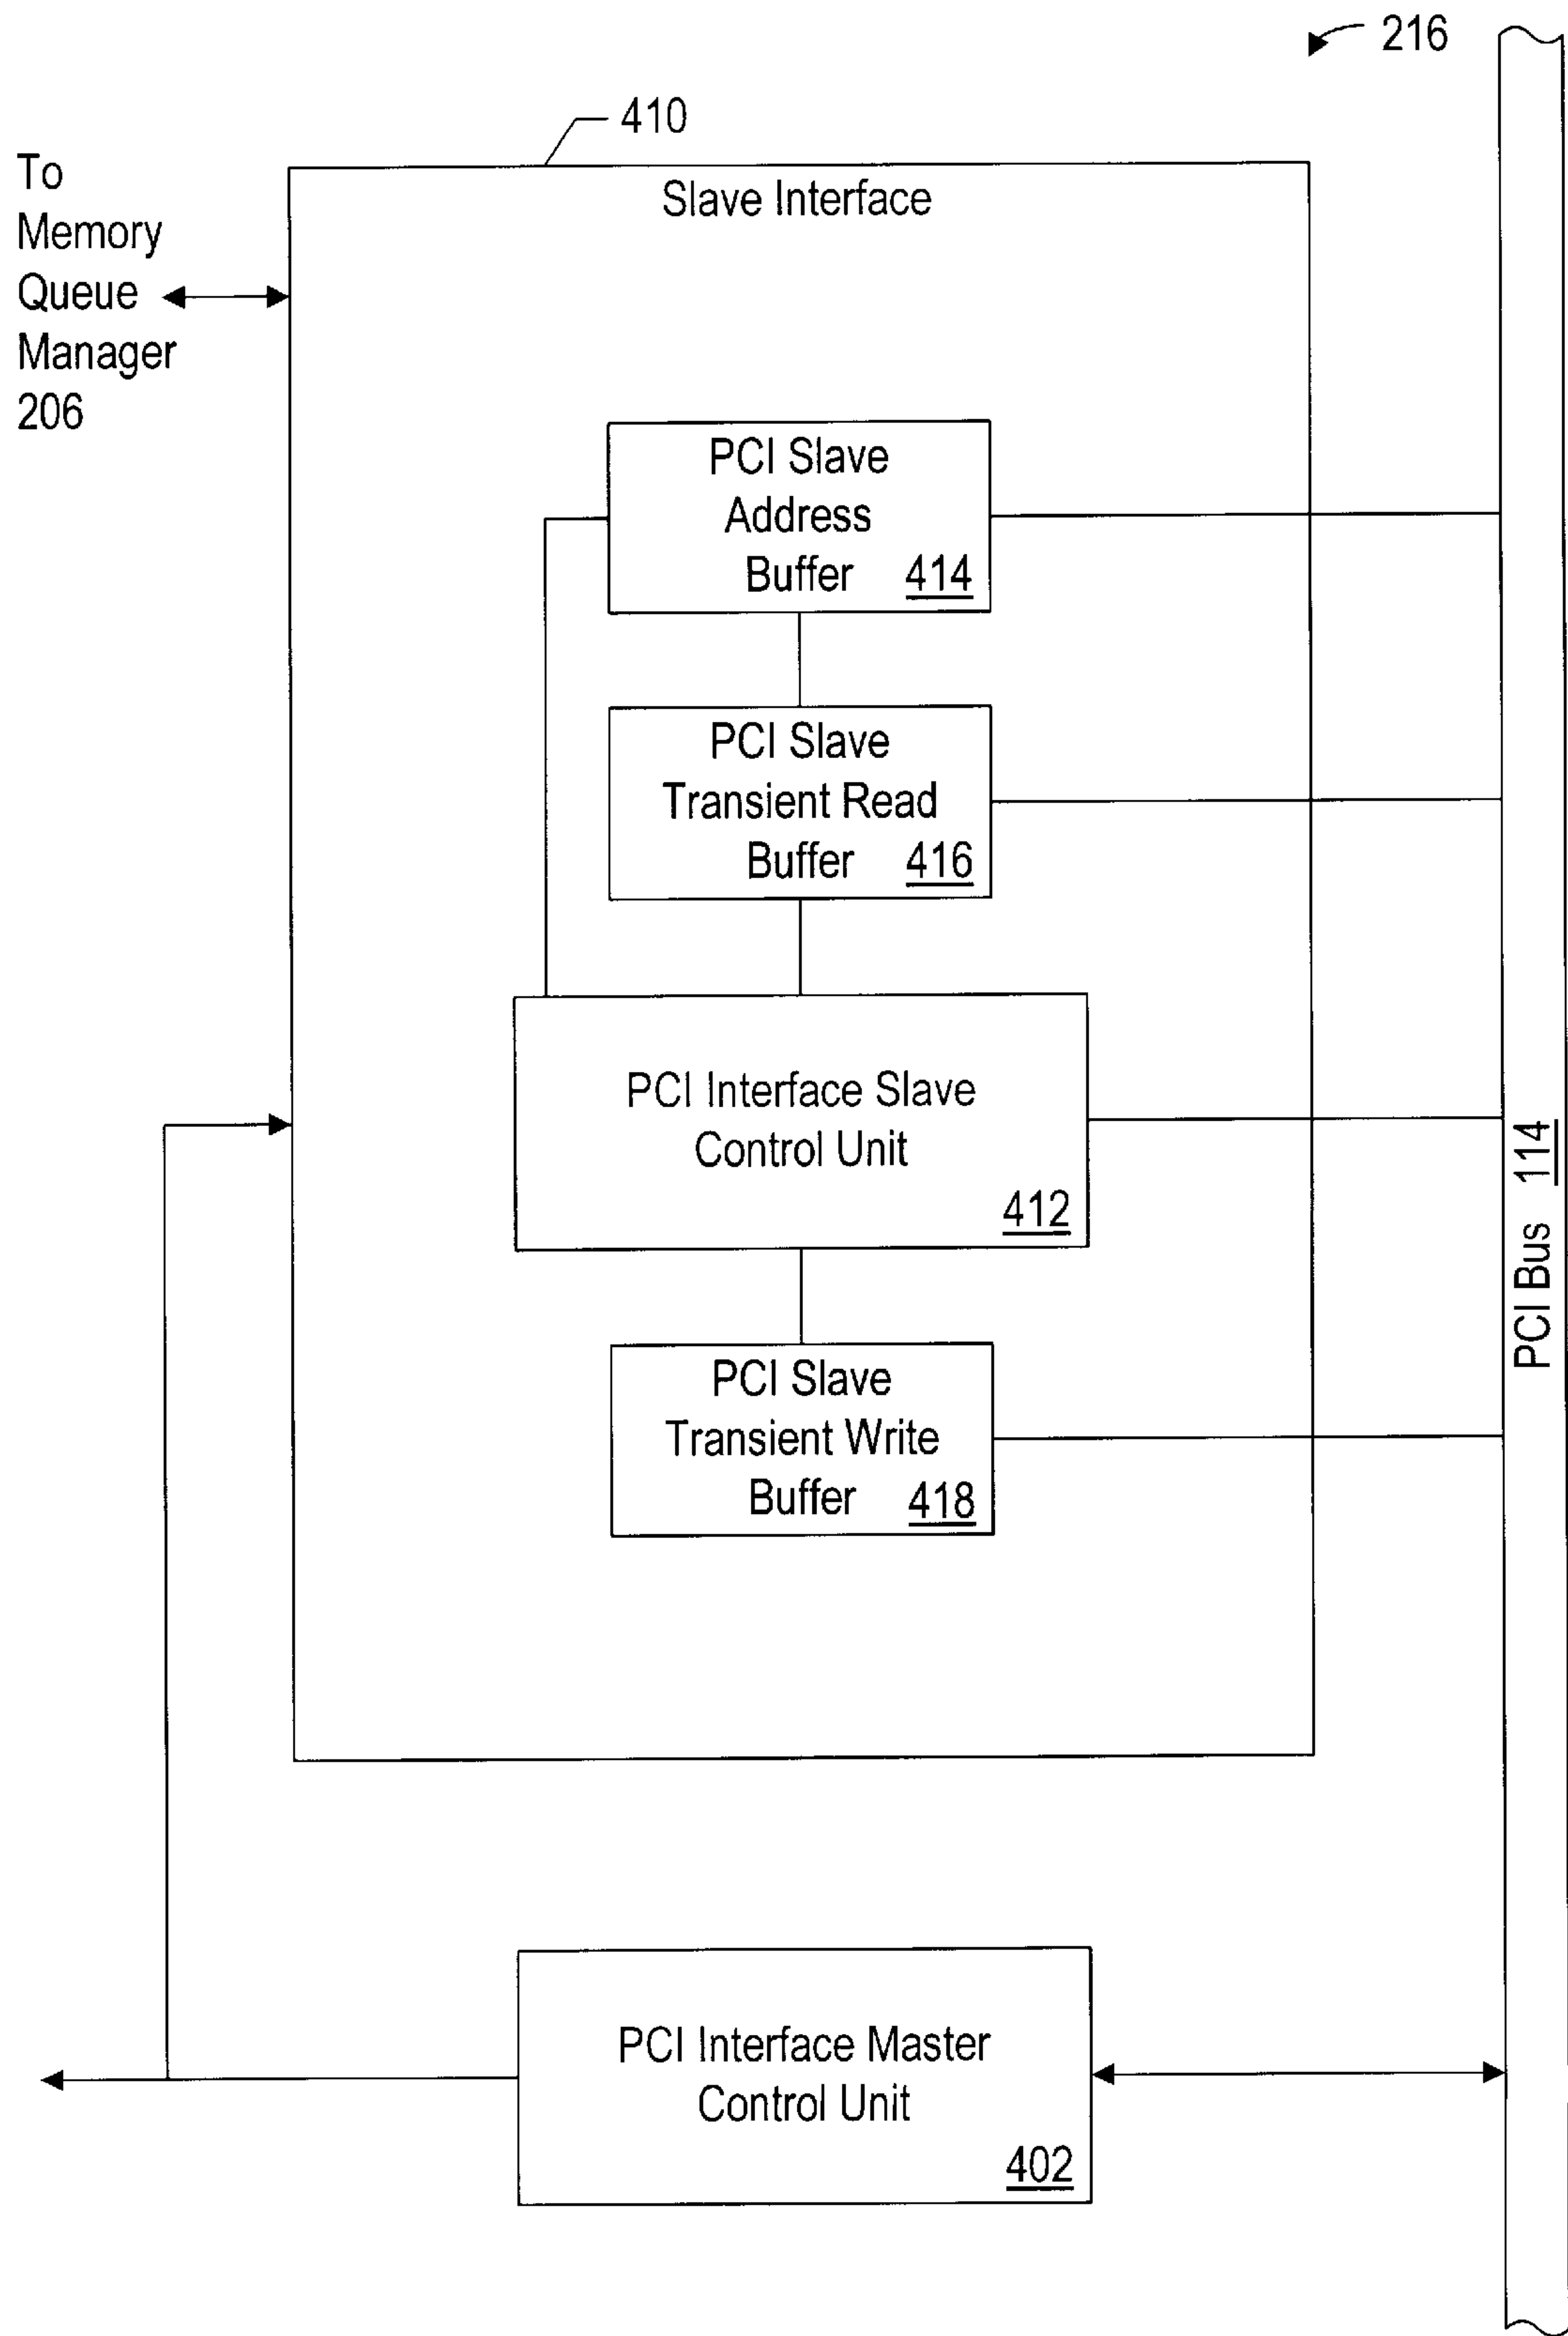 216
410
To
Memory
Queue
Manager
206
Slave Interface
PCI Slave
Address
Buffer 414
PCI Slave
Transient Read
Buffer 416
PCI Interface Slave
Control Unit
412
PCI Slave
Transient Write
Buffer 418
PCI Bus 114
PCI Interface Master
Control Unit
402